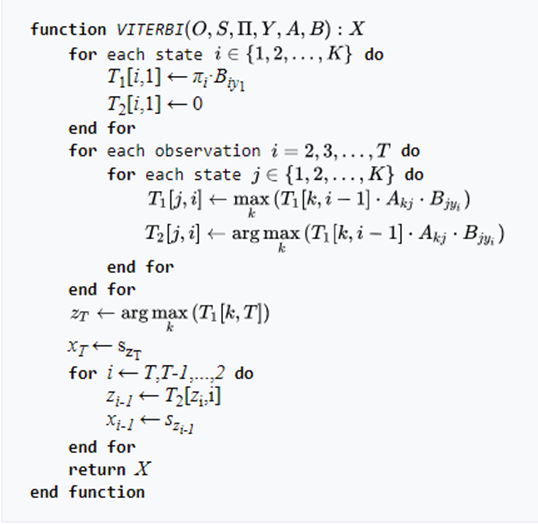 function VITERBI(O, S, Π, Y, A, B) : X
for each state i ∈ {1, 2, . . . , K} do
T₁[i,1] ← πᵢ·B_{iy₁}
T₂[i,1] ← 0
end for
for each observation i = 2, 3, . . . , T do
for each state j ∈ {1, 2, . . . , K} do
T₁[j, i] ← max_k (T₁[k, i − 1] · A_{kj} · B_{jyᵢ})
T₂[j, i] ← arg max_k (T₁[k, i − 1] · A_{kj} · B_{jyᵢ})
end for
end for
z_T ← arg max_k (T₁[k, T])
x_T ← s_{z_T}
for i ← T,T-1,...,2 do
z_{i-1} ← T₂[zᵢ,i]
x_{i-1} ← s_{z_{i-1}}
end for
return X
end function